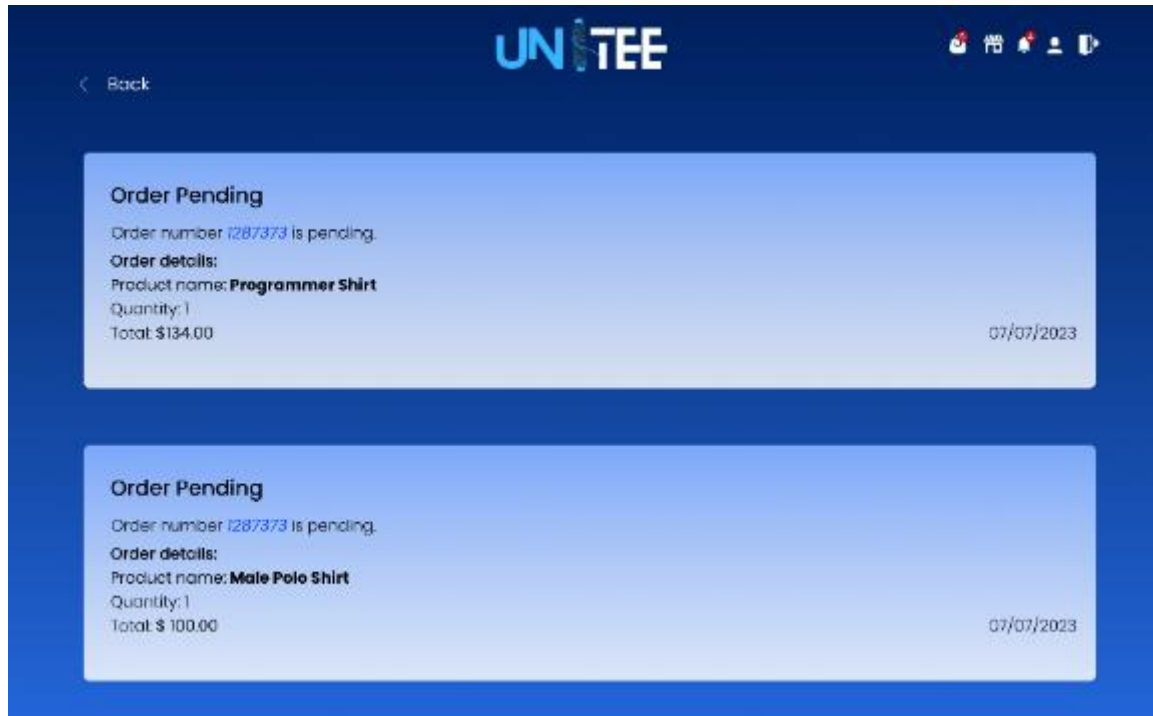 UNITEE
Back
Order Pending
Order number 1287373 is pending.
Order details:
Product name: Programmer Shirt
Quantity: 1
Total: $134.00
07/07/2023
Order Pending
Order number 1287373 is pending.
Order details:
Product name: Male Polo Shirt
Quantity: 1
Total: $ 100.00
07/07/2023